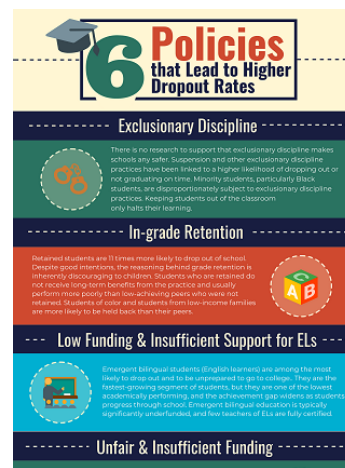 6 Policies
that Lead to Higher
Dropout Rates
Exclusionary Discipline
There is no research to support that exclusionary discipline makes
schools any safer. Suspension and other exclusionary discipline
practices have been linked to a higher likelihood of dropping out or
not graduating on time. Minority students, particularly Black
students, are disproportionately subject to exclusionary discipline
practices. Keeping students out of the classroom
only halts their learning.
In-grade Retention
Retained students are 11 times more likely to drop out of school.
Despite good intentions, the reasoning behind grade retention is
inherently discouraging to children. Students who are retained do
not receive long-term benefits from the practice and usually
perform more poorly than low-achieving peers who were not
retained. Students of color and students from low-income families
are more likely to be held back than their peers.
C A B
Low Funding & Insufficient Support for ELs
Emergent bilingual students (English learners) are among the most
likely to drop out and to be unprepared to go to college. They are the
fastest-growing segment of students, but they are one of the lowest
academically performing, and the achievement gap widens as students
progress through school. Emergent bilingual education is typically
significantly underfunded, and few teachers of ELs are fully certified.
Unfair & Insufficient Funding